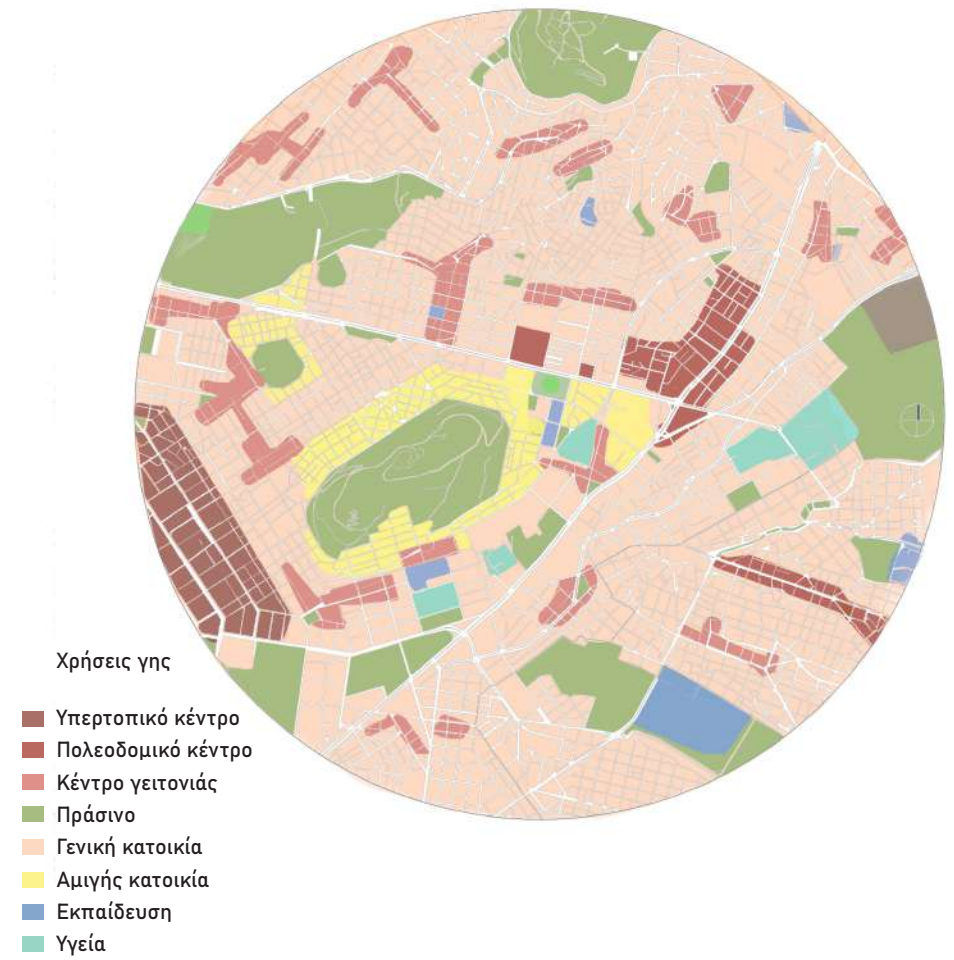 Χρήσεις γης
Υπερτοπικό κέντρο
Πολεοδομικό κέντρο
Κέντρο γειτονιάς
Πράσινο
Γενική κατοικία
Αμιγής κατοικία
Εκπαίδευση
Υγεία